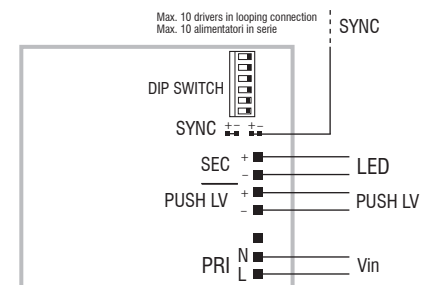 Max. 10 drivers in looping connection
Max. 10 alimentatori in serie
SYNC
DIP SWITCH
SYNC + - + -
SEC + LED
-
PUSH LV + PUSH LV
-
PRI N Vin
L